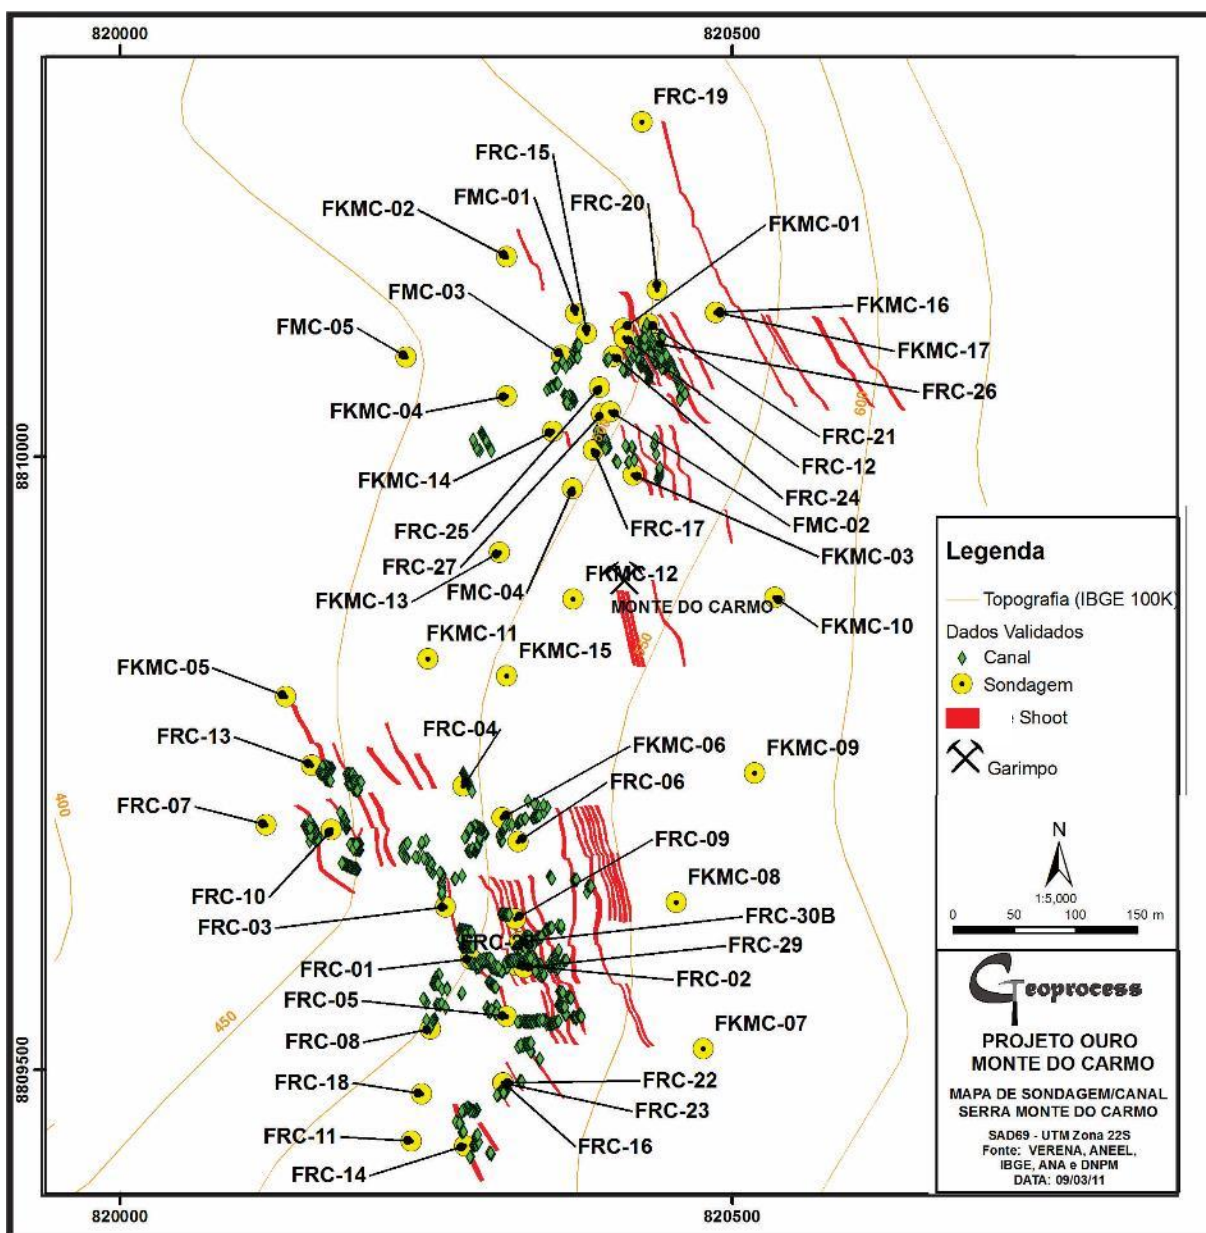 820000
820500
FRC-19
FRC-15
FMC-01
FRC-20
FKMC-02
FKMC-01
FMC-03
FKMC-16
FMC-05
FKMC-17
FRC-26
FKMC-04
600
FRC-21
8810000
FRC-12
FKMC-14
FRC-24
FRC-25
FRC-17
FMC-02
FRC-27
FKMC-03
FKMC-13
FMC-04
FKMC-12
MONTE DO CARMO
FKMC-10
FKMC-11
FKMC-15
FKMC-05
FRC-04
FRC-13
FKMC-06
FKMC-09
FRC-06
400
FRC-07
FRC-09
FRC-10
FKMC-08
FRC-03
FRC-30B
FRC-01
FRC-29
FRC-02
FRC-05
450
FKMC-07
FRC-08
8809500
FRC-22
FRC-18
FRC-23
FRC-11
FRC-16
FRC-14
820000
820500
Legenda
Topografia (IBGE 100K)
Dados Validados
Canal
Sondagem
e Shoot
Garimpo
N
1:5,000
0 50 100 150 m
Geoprocess
PROJETO OURO
MONTE DO CARMO
MAPA DE SONDAGEM/CANAL
SERRA MONTE DO CARMO
SAD69 - UTM Zona 22S
Fonte: VERENA, ANEEL,
IBGE, ANA e DNPM
DATA: 09/03/11